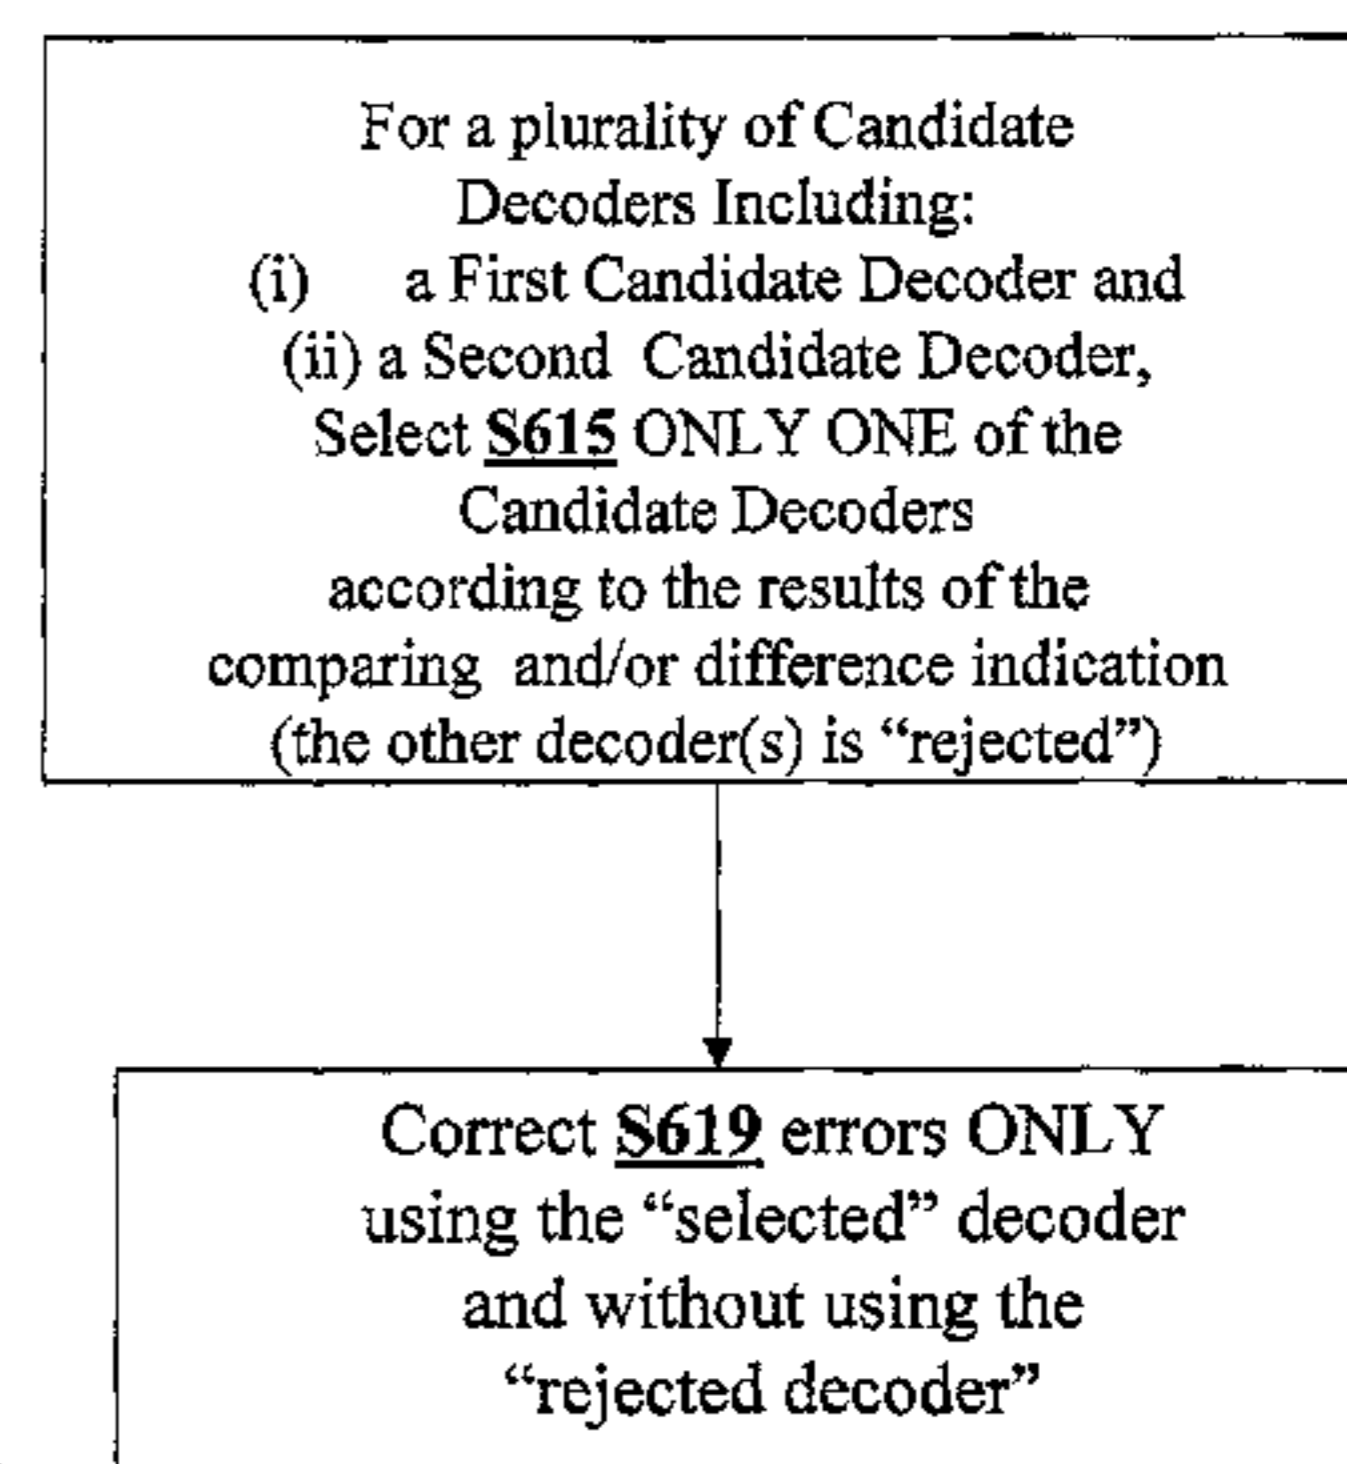 For a plurality of Candidate
Decoders Including:
(i) a First Candidate Decoder and
(ii) a Second Candidate Decoder,
Select S615 ONLY ONE of the
Candidate Decoders
according to the results of the
comparing and/or difference indication
(the other decoder(s) is “rejected”)
Correct S619 errors ONLY
using the “selected” decoder
and without using the
“rejected decoder”